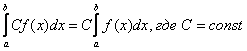 ∫ₐᵇ Cf(x)dx = C∫ₐᵇ f(x)dx, где C = const